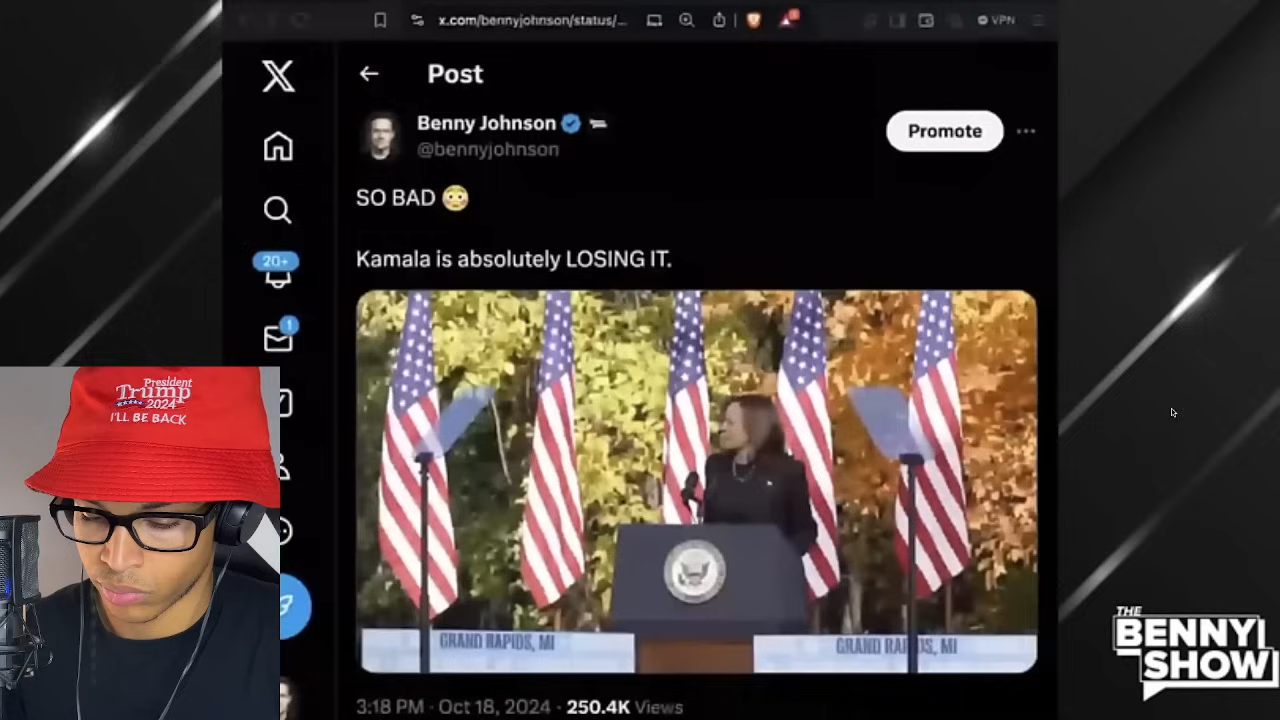 x.com/bennyjohnson/status/...
VPN
Post
Benny Johnson
@bennyjohnson
Promote
SO BAD 😳
20+
Kamala is absolutely LOSING IT.
1
President
Trump
2024
I'LL BE BACK
GRAND RAPIDS, MI
GRAND RAPIDS, MI
THE
BENNY
SHOW
3:18 PM · Oct 18, 2024 · 250.4K Views